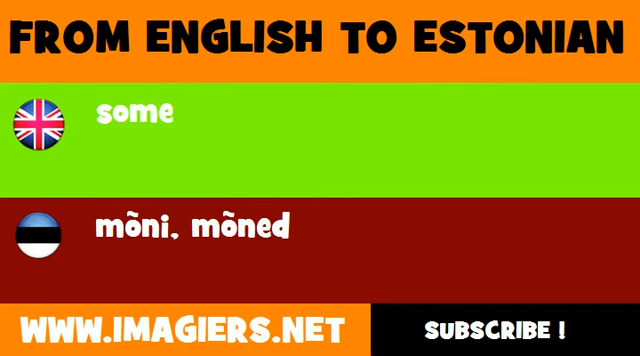 FROM ENGLISH TO ESTONIAN
some
mõni, mõned
WWW.IMAGIERS.NET
SUBSCRIBE !